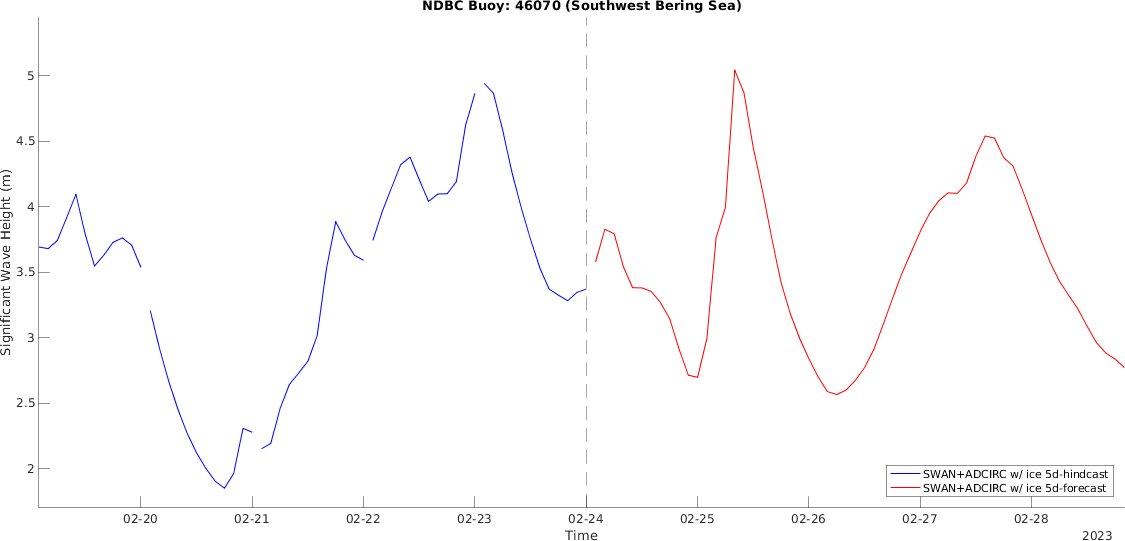 NDBC Buoy: 46070 (Southwest Bering Sea)
Significant Wave Height (m)
5
4.5
4
3.5
3
2.5
2
SWAN+ADCIRC w/ ice 5d-hindcast
SWAN+ADCIRC w/ ice 5d-forecast
02-20 02-21 02-22 02-23 02-24 02-25 02-26 02-27 02-28
Time
2023